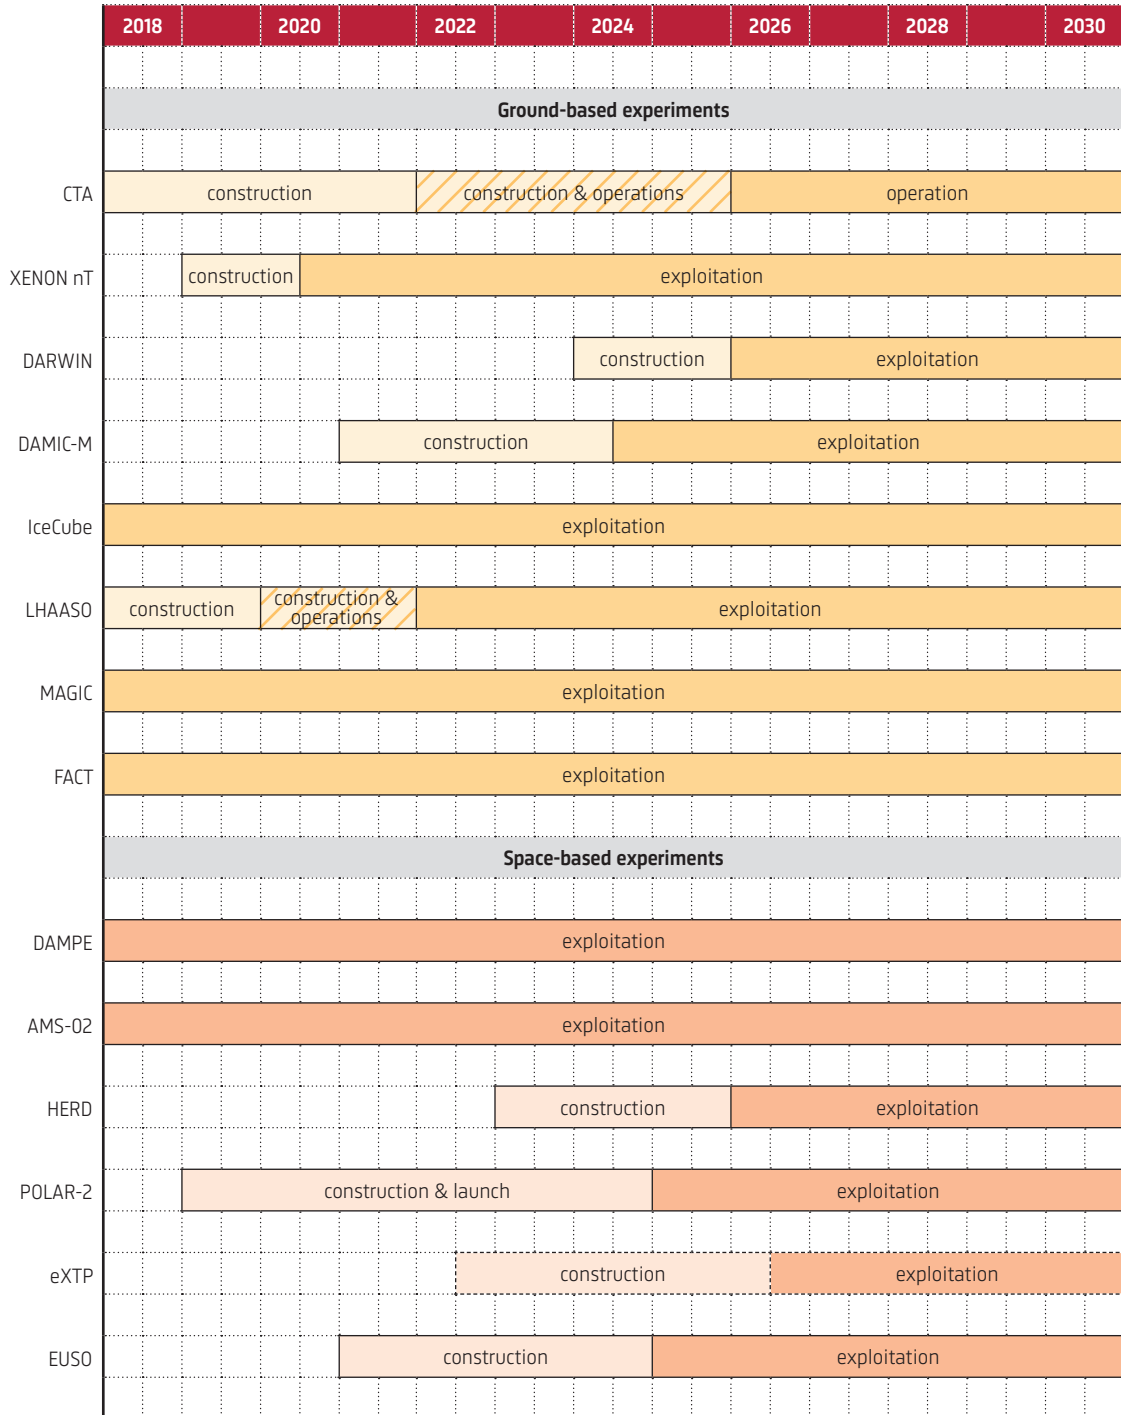 2018 2020 2022 2024 2026 2028 2030
Ground-based experiments
CTA construction construction & operations operation
XENON nT construction exploitation
DARWIN construction exploitation
DAMIC-M construction exploitation
IceCube exploitation
LHAASO construction construction &
operations exploitation
MAGIC exploitation
FACT exploitation
Space-based experiments
DAMPE exploitation
AMS-02 exploitation
HERD construction exploitation
POLAR-2 construction & launch exploitation
eXTP construction exploitation
EUSO construction exploitation